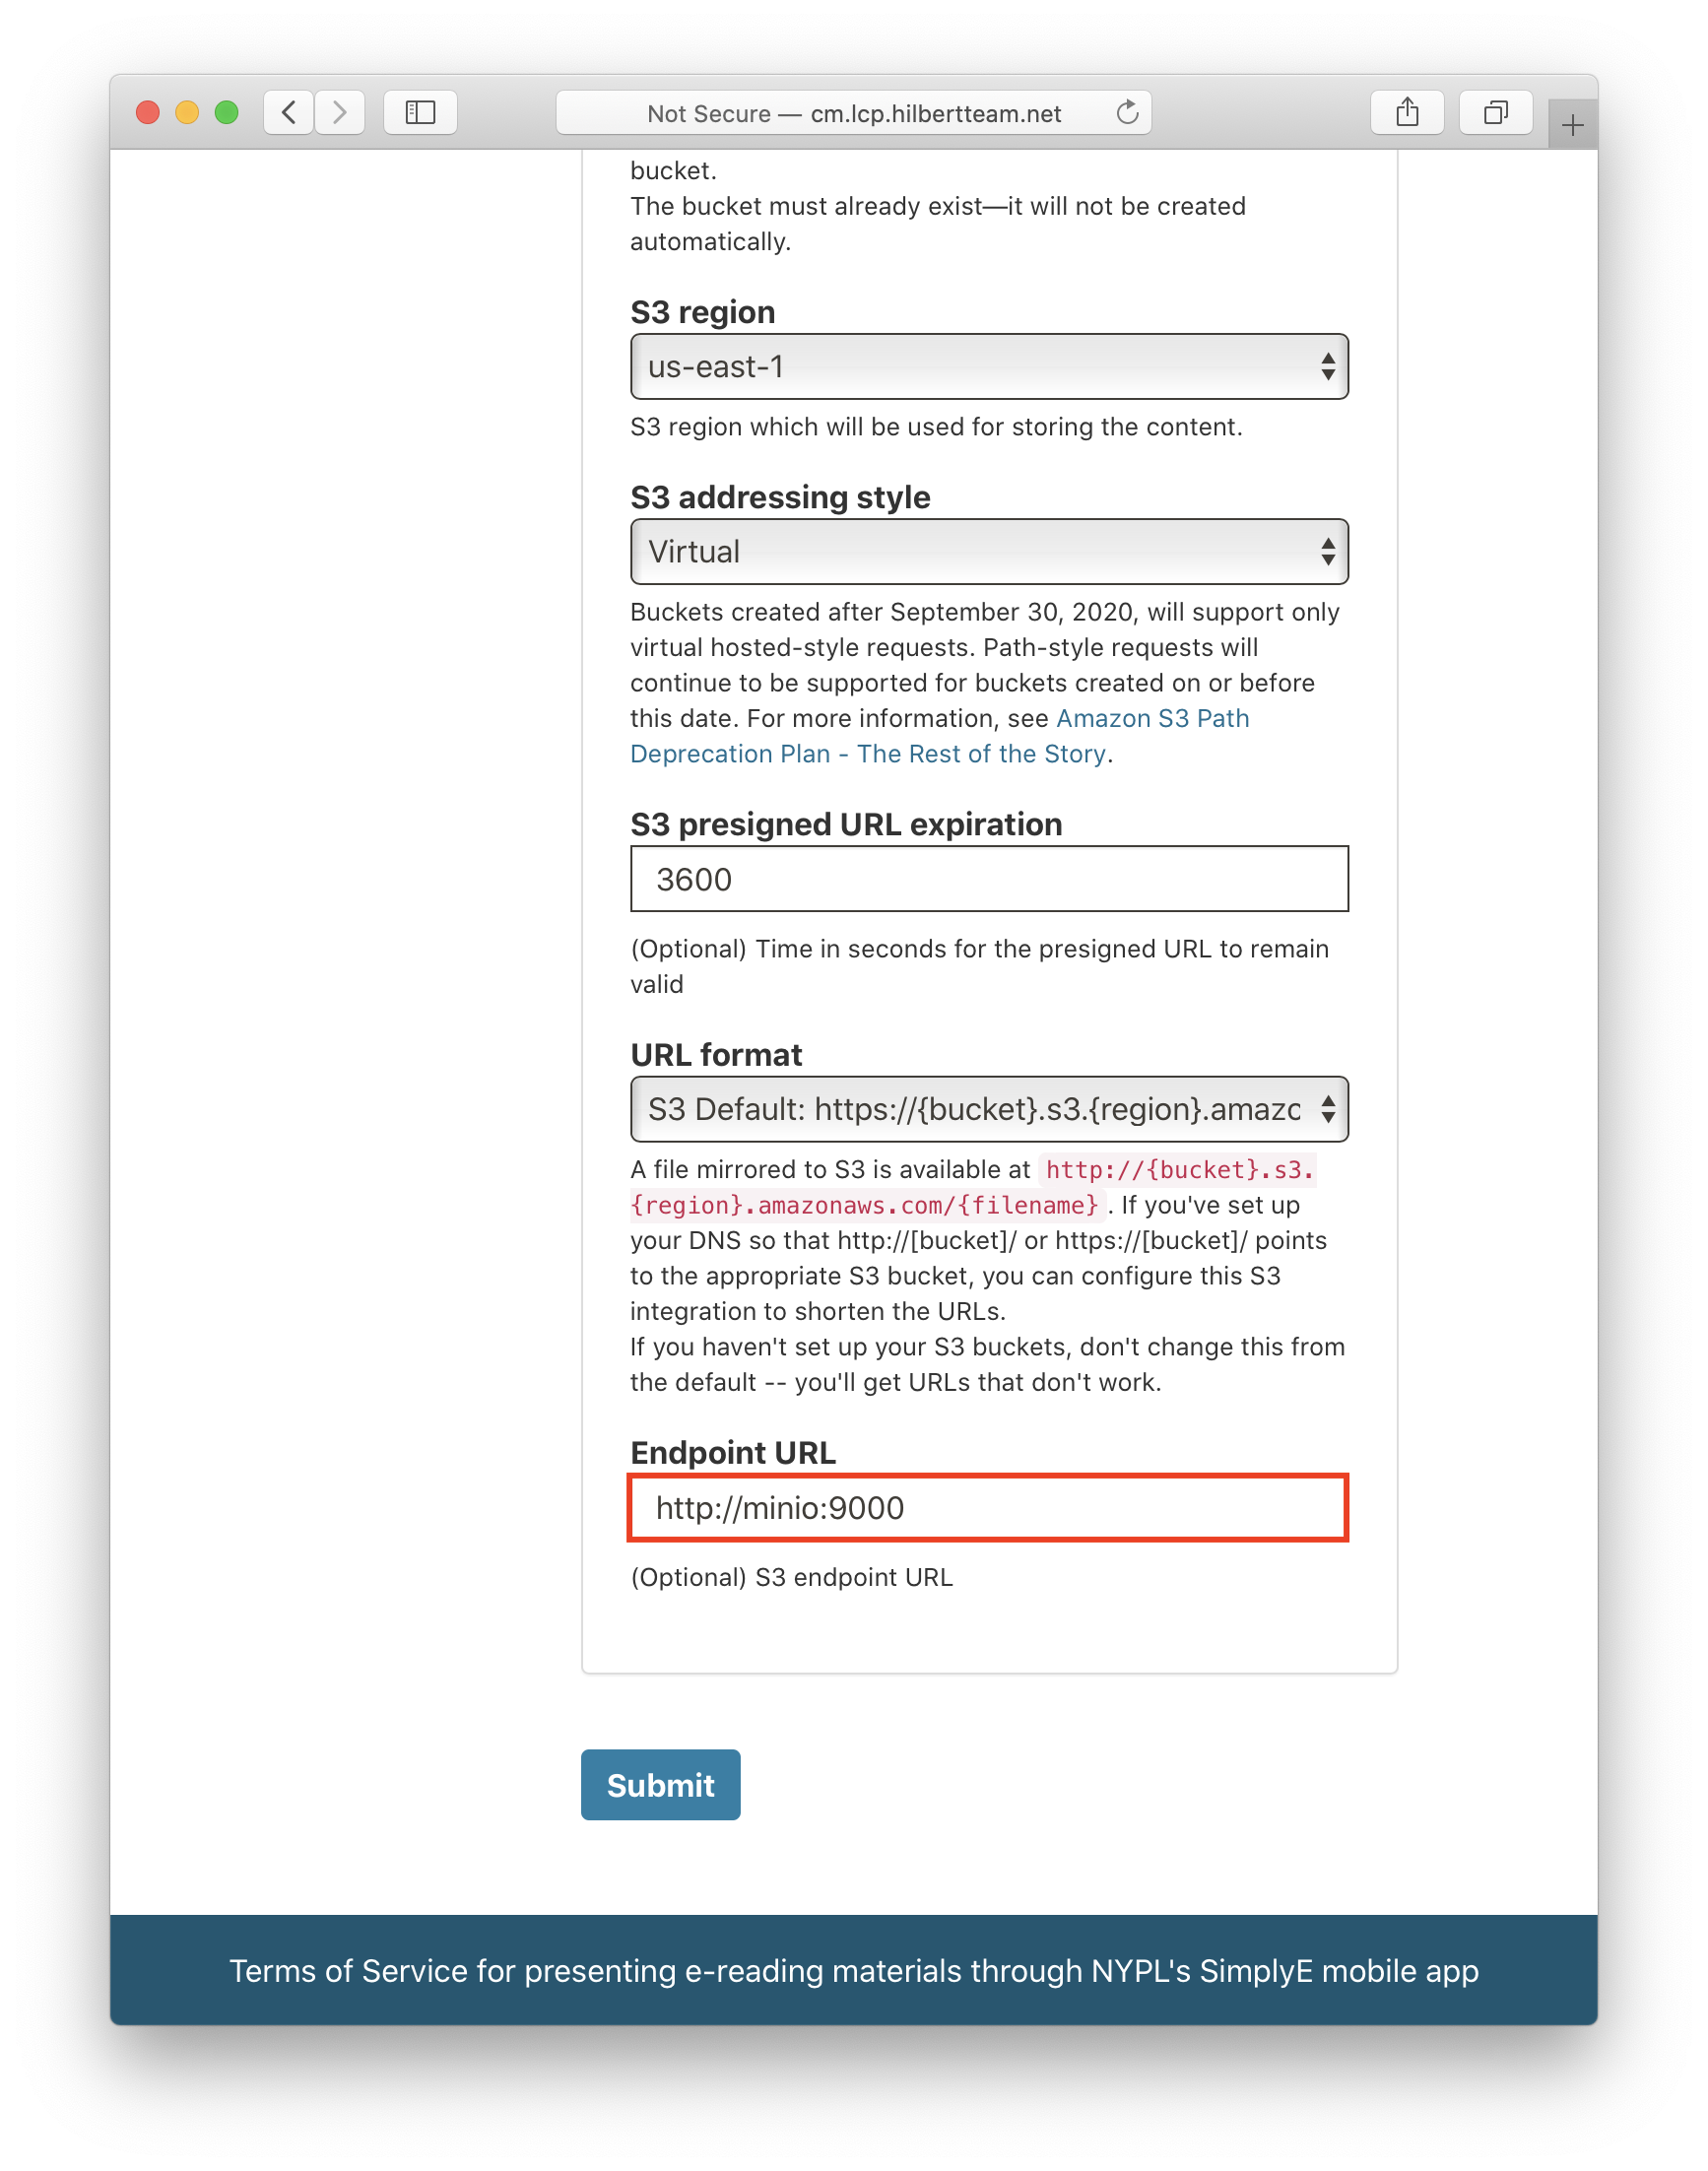 Not Secure — cm.lcp.hilbertteam.net
bucket.
The bucket must already exist—it will not be created
automatically.
S3 region
us-east-1
S3 region which will be used for storing the content.
S3 addressing style
Virtual
Buckets created after September 30, 2020, will support only
virtual hosted-style requests. Path-style requests will
continue to be supported for buckets created on or before
this date. For more information, see Amazon S3 Path
Deprecation Plan - The Rest of the Story.
S3 presigned URL expiration
3600
(Optional) Time in seconds for the presigned URL to remain
valid
URL format
S3 Default: https://{bucket}.s3.{region}.amazc
A file mirrored to S3 is available at http://{bucket}.s3.
{region}.amazonaws.com/{filename}. If you've set up
your DNS so that http://[bucket]/ or https://[bucket]/ points
to the appropriate S3 bucket, you can configure this S3
integration to shorten the URLs.
If you haven't set up your S3 buckets, don't change this from
the default -- you'll get URLs that don't work.
Endpoint URL
http://minio:9000
(Optional) S3 endpoint URL
Submit
Terms of Service for presenting e-reading materials through NYPL's SimplyE mobile app